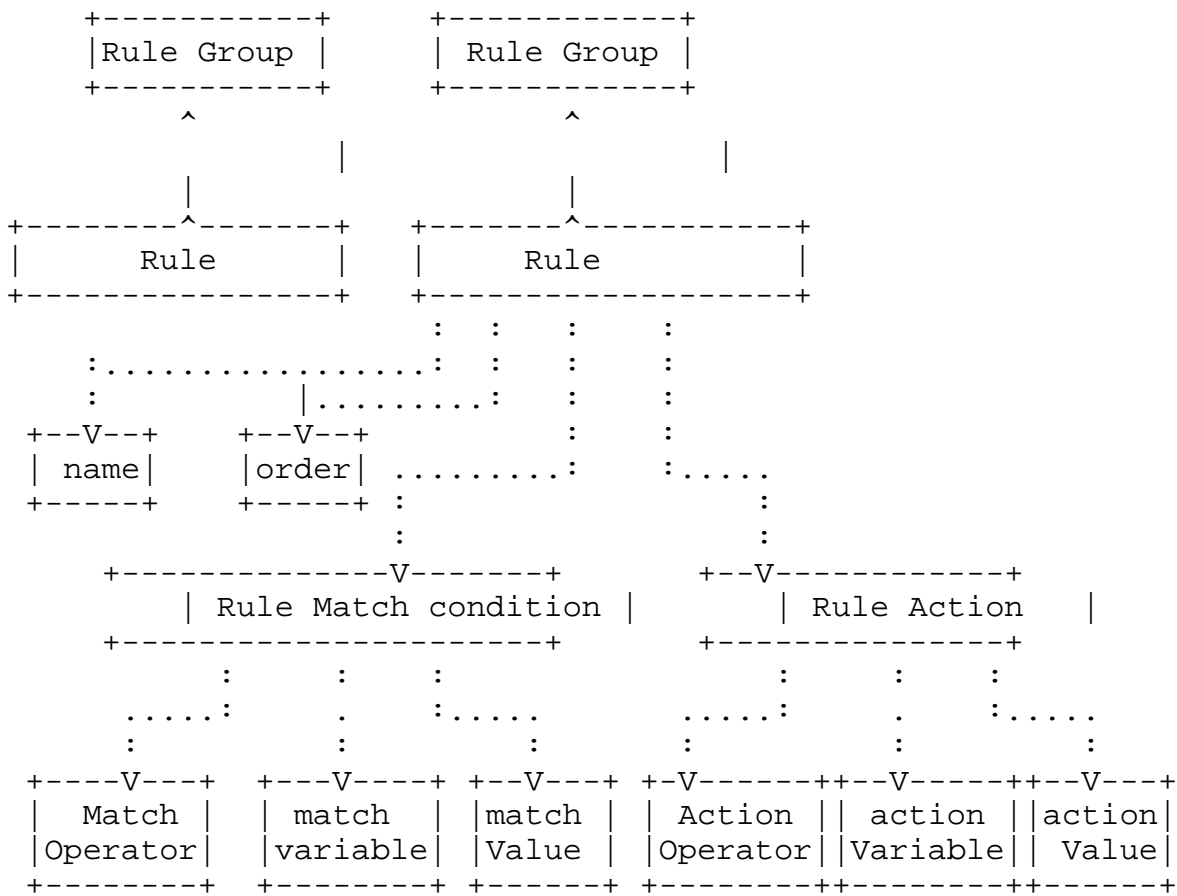 +-----------+     +------------+
|Rule Group |     | Rule Group |
+-----------+     +------------+
^                   ^
|                   |
|                   |
+--------^-------+   +-------^-----------+
|      Rule      |   |     Rule          |
+----------------+   +-------------------+
:  :   :    :
:.................:  :   :    :
:          |.........:   :    :
+--V--+    +--V--+          :    :
| name|    |order| .........:    :.....
+-----+    +-----+ :                  :
:                  :
+--------------V-------+       +--V------------+
| Rule Match condition |       | Rule Action   |
+----------------------+       +---------------+
:     :    :                 :     :    :
.....:     .    :.....       .....:     .    :.....
:          :         :       :          :         :
+----V---+  +---V----+ +--V---+ +-V------++--V-----++--V---+
|  Match |  | match  | |match | | Action || action ||action|
|Operator|  |variable| |Value | |Operator||Variable|| Value|
+--------+  +--------+ +------+ +--------++--------++------+